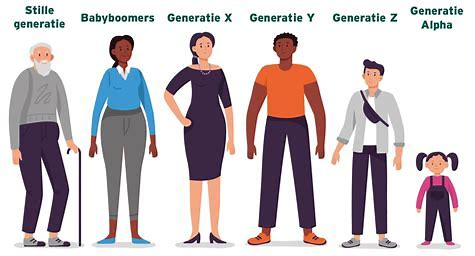 Stille
generatie
Babyboomers
Generatie X
Generatie Y
Generatie Z
Generatie
Alpha